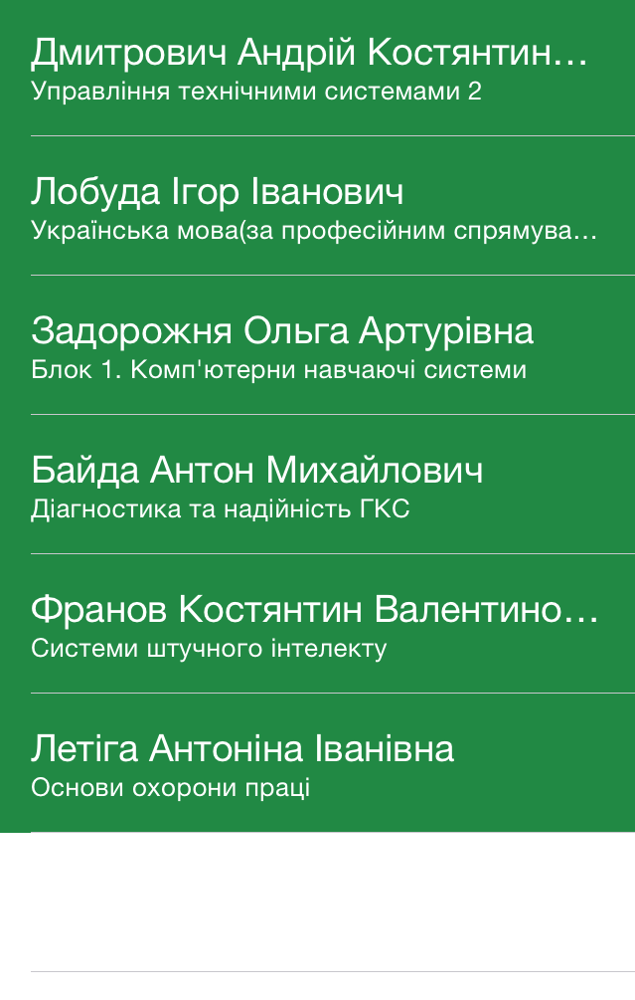 Дмитрович Андрій Костянтин…
Управління технічними системами 2
Лобуда Ігор Іванович
Українська мова(за професійним спрямува…
Задорожня Ольга Артурівна
Блок 1. Комп'ютерни навчаючі системи
Байда Антон Михайлович
Діагностика та надійність ГКС
Франов Костянтин Валентино…
Системи штучного інтелекту
Летіга Антоніна Іванівна
Основи охорони праці